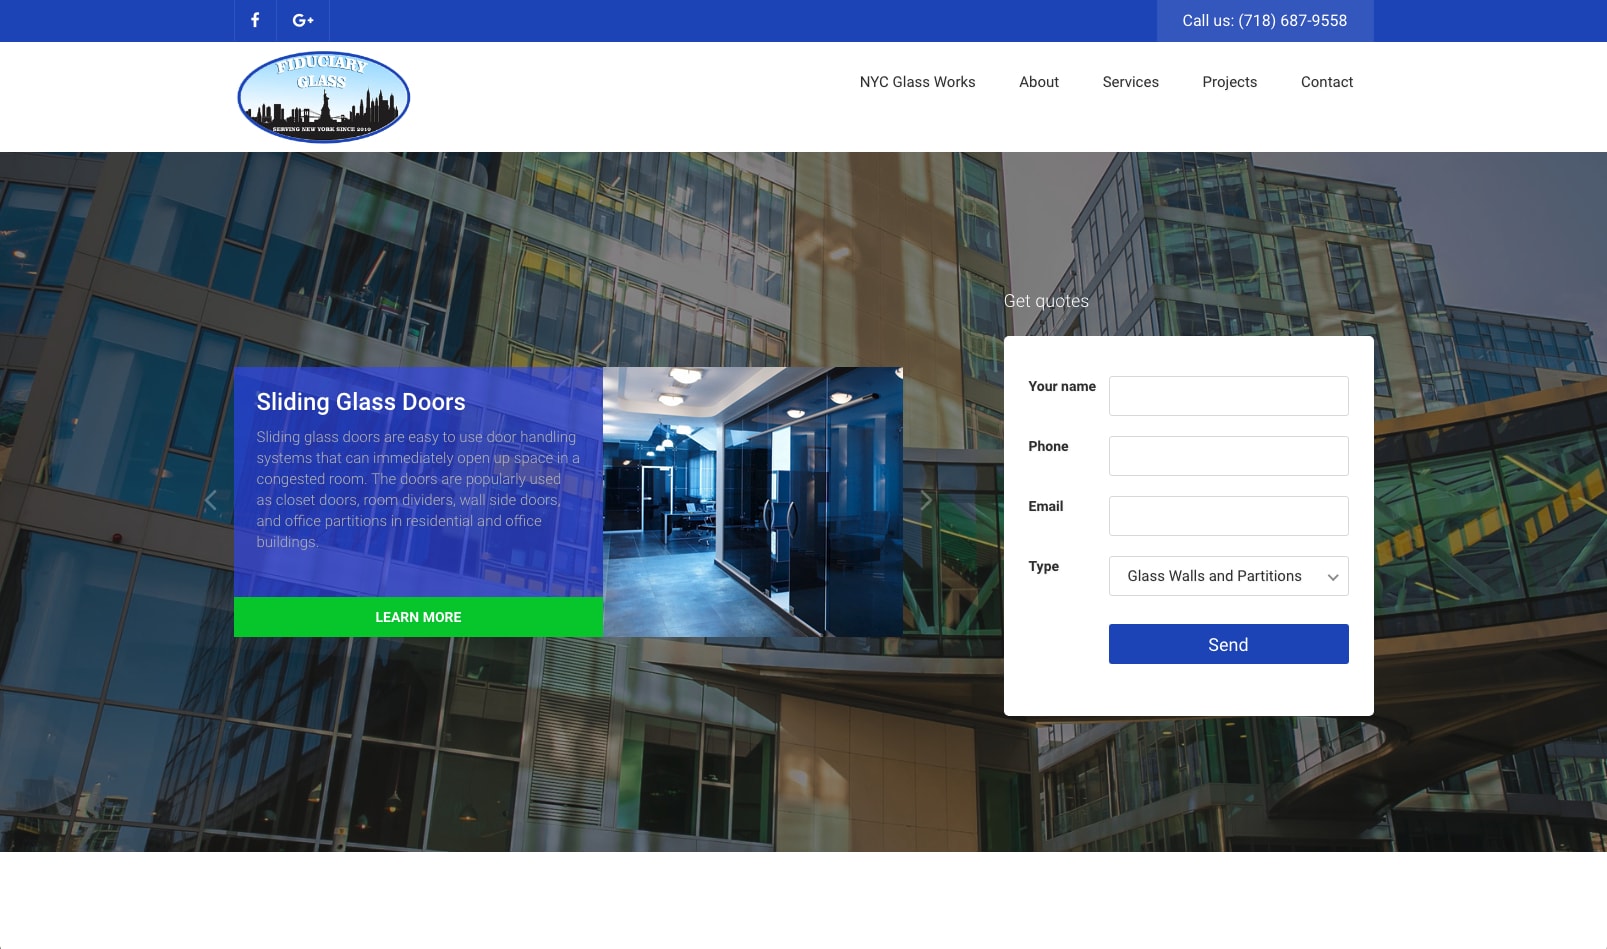 Call us: (718) 687-9558
FIDUCIARY
GLASS
SERVING NEW YORK SINCE 2010
NYC Glass Works
About
Services
Projects
Contact
Sliding Glass Doors
Sliding glass doors are easy to use door handling
systems that can immediately open up space in a
congested room. The doors are popularly used
as closet doors, room dividers, wall side doors,
and office partitions in residential and office
buildings.
LEARN MORE
Get quotes
Your name
Phone
Email
Type
Glass Walls and Partitions
Send